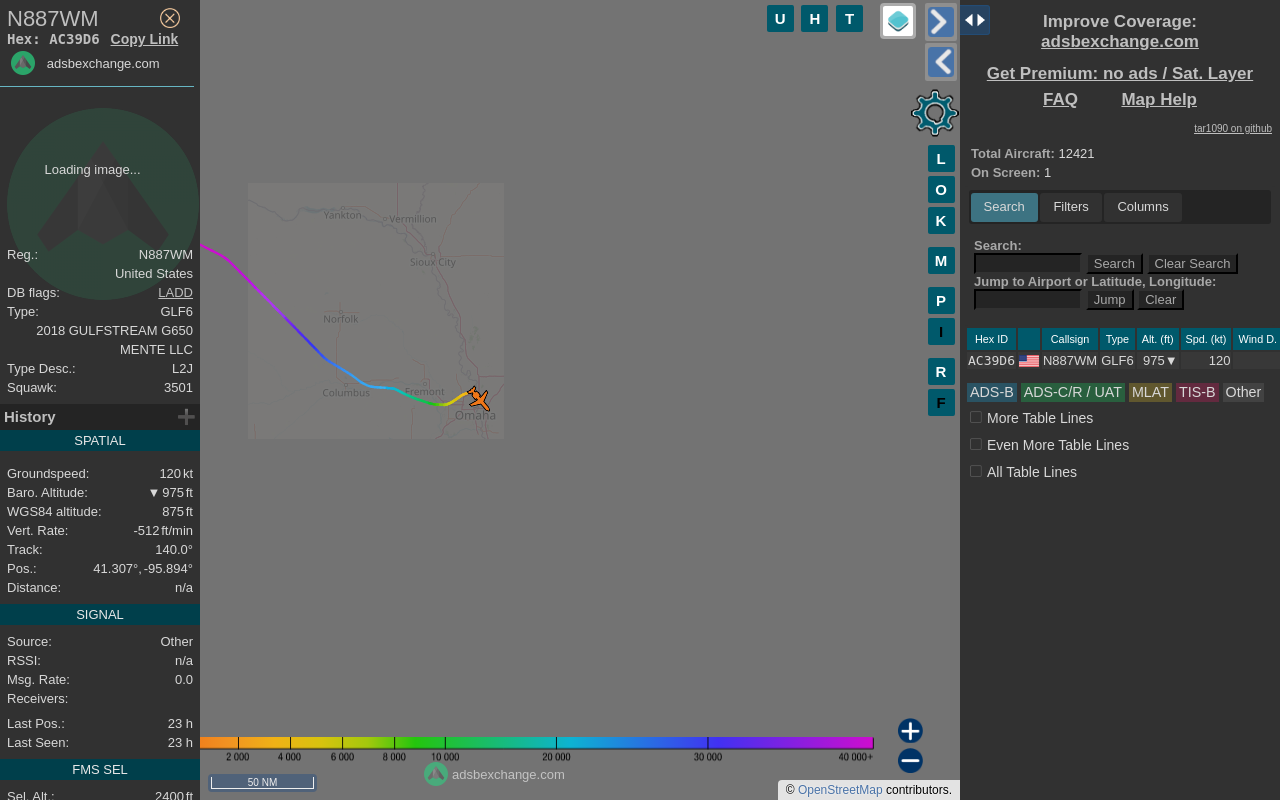 N887WM
Hex: AC39D6 Copy Link
adsbexchange.com
Loading image...
Reg.: N887WM
United States
DB flags: LADD
Type: GLF6
2018 GULFSTREAM G650
MENTE LLC
Type Desc.: L2J
Squawk: 3501
History
SPATIAL
Groundspeed: 120 kt
Baro. Altitude: ▼ 975 ft
WGS84 altitude: 875 ft
Vert. Rate: -512 ft/min
Track: 140.0°
Pos.: 41.307°, -95.894°
Distance: n/a
SIGNAL
Source: Other
RSSI: n/a
Msg. Rate: 0.0
Receivers:
Last Pos.: 23 h
Last Seen: 23 h
FMS SEL
Sel. Alt.: 2400 ft
U H T
L
O
K
M
P
I
R
F
Yankton
Vermillion
Sioux City
Norfolk
Columbus
Fremont
Omaha
2 000 4 000 6 000 8 000 10 000 20 000 30 000 40 000+
adsbexchange.com
50 NM
© OpenStreetMap contributors.
Improve Coverage:
adsbexchange.com
Get Premium: no ads / Sat. Layer
FAQ Map Help
tar1090 on github
Total Aircraft: 12421
On Screen: 1
Search Filters Columns
Search:
Search Clear Search
Jump to Airport or Latitude, Longitude:
Jump Clear
Hex ID Callsign Type Alt. (ft) Spd. (kt) Wind D.
AC39D6 N887WM GLF6 975▼ 120
ADS-B ADS-C/R / UAT MLAT TIS-B Other
More Table Lines
Even More Table Lines
All Table Lines